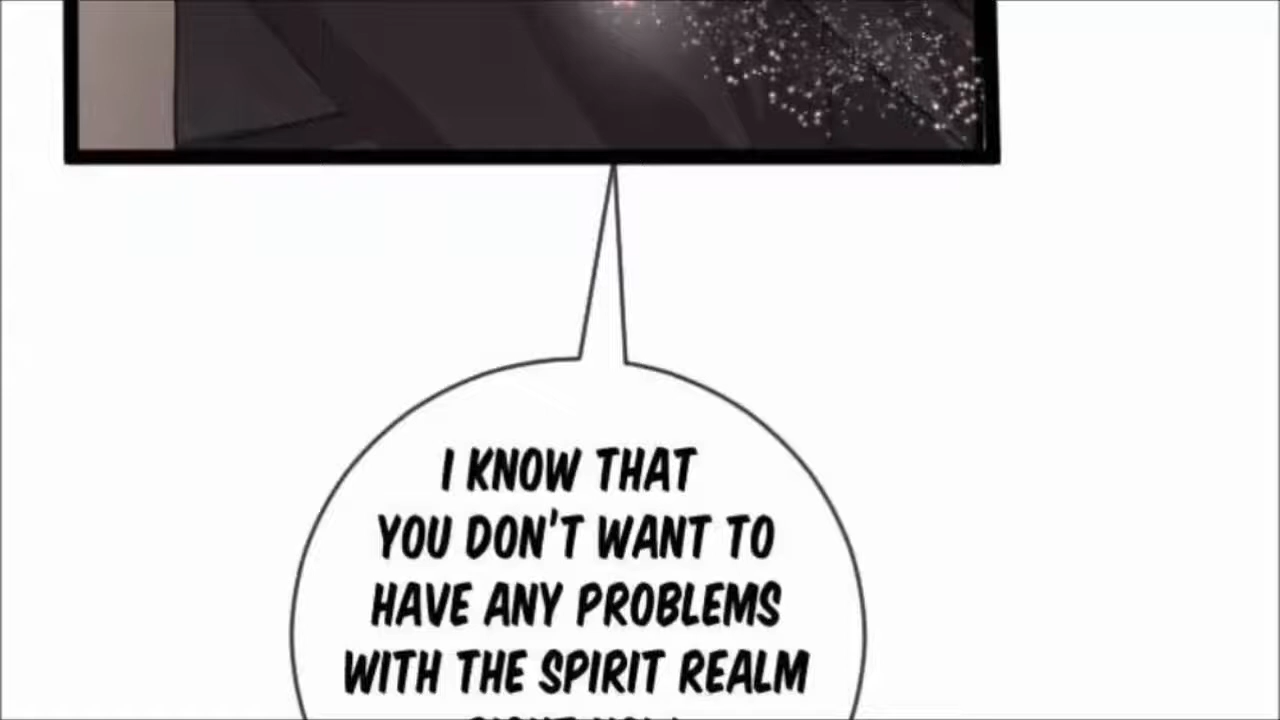 I KNOW THAT
YOU DON'T WANT TO
HAVE ANY PROBLEMS
WITH THE SPIRIT REALM